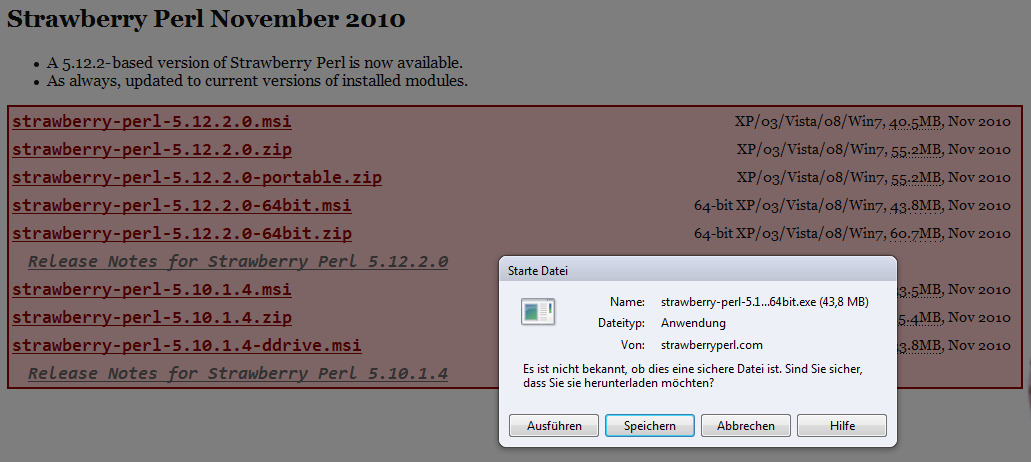 Strawberry Perl November 2010
• A 5.12.2-based version of Strawberry Perl is now available.
• As always, updated to current versions of installed modules.
strawberry-perl-5.12.2.0.msi XP/03/Vista/08/Win7, 40.5MB, Nov 2010
strawberry-perl-5.12.2.0.zip XP/03/Vista/08/Win7, 55.2MB, Nov 2010
strawberry-perl-5.12.2.0-portable.zip XP/03/Vista/08/Win7, 55.2MB, Nov 2010
strawberry-perl-5.12.2.0-64bit.msi 64-bit XP/03/Vista/08/Win7, 43.8MB, Nov 2010
strawberry-perl-5.12.2.0-64bit.zip 64-bit XP/03/Vista/08/Win7, 60.7MB, Nov 2010
Release Notes for Strawberry Perl 5.12.2.0
strawberry-perl-5.10.1.4.msi 3.5MB, Nov 2010
strawberry-perl-5.10.1.4.zip 5.4MB, Nov 2010
strawberry-perl-5.10.1.4-ddrive.msi 3.8MB, Nov 2010
Release Notes for Strawberry Perl 5.10.1.4
Starte Datei
Name: strawberry-perl-5.1...64bit.exe (43,8 MB)
Dateityp: Anwendung
Von: strawberryperl.com
Es ist nicht bekannt, ob dies eine sichere Datei ist. Sind Sie sicher,
dass Sie sie herunterladen möchten?
Ausführen Speichern Abbrechen Hilfe